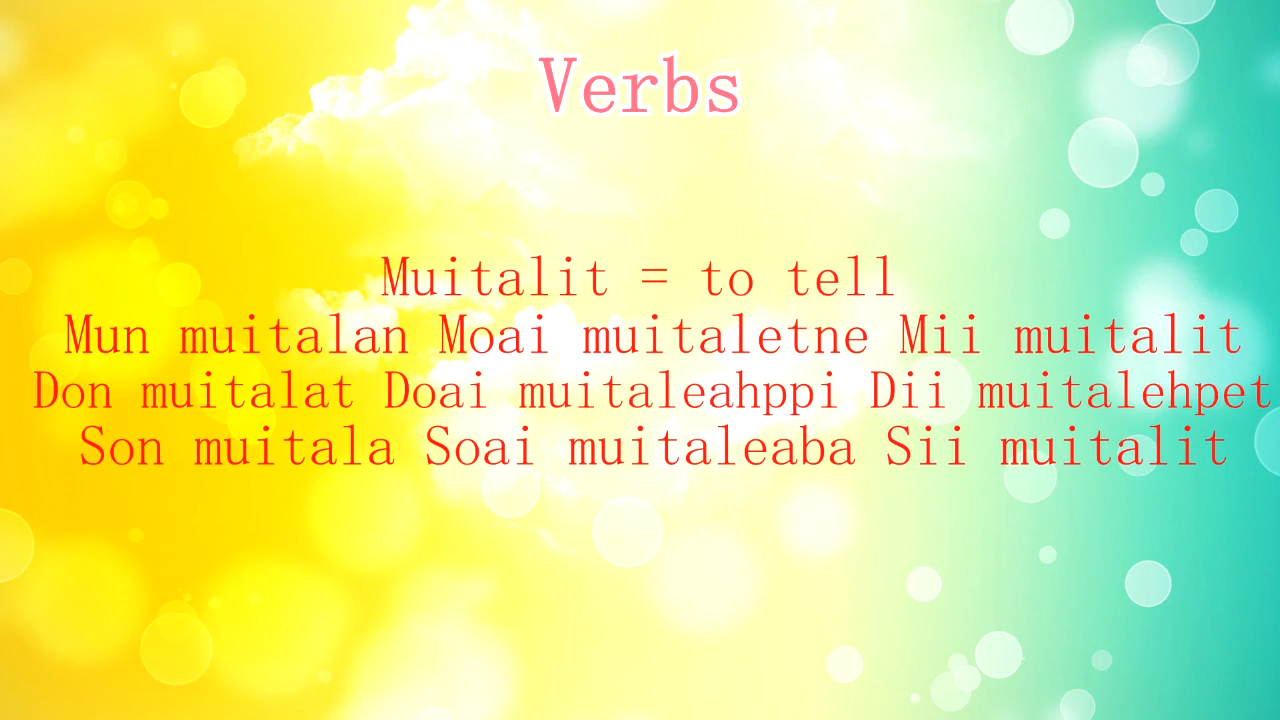 Verbs
Muitalit = to tell
Mun muitalan Moai muitaletne Mii muitalit
Don muitalat Doai muitaleahppi Dii muitalehpet
Son muitala Soai muitaleaba Sii muitalit